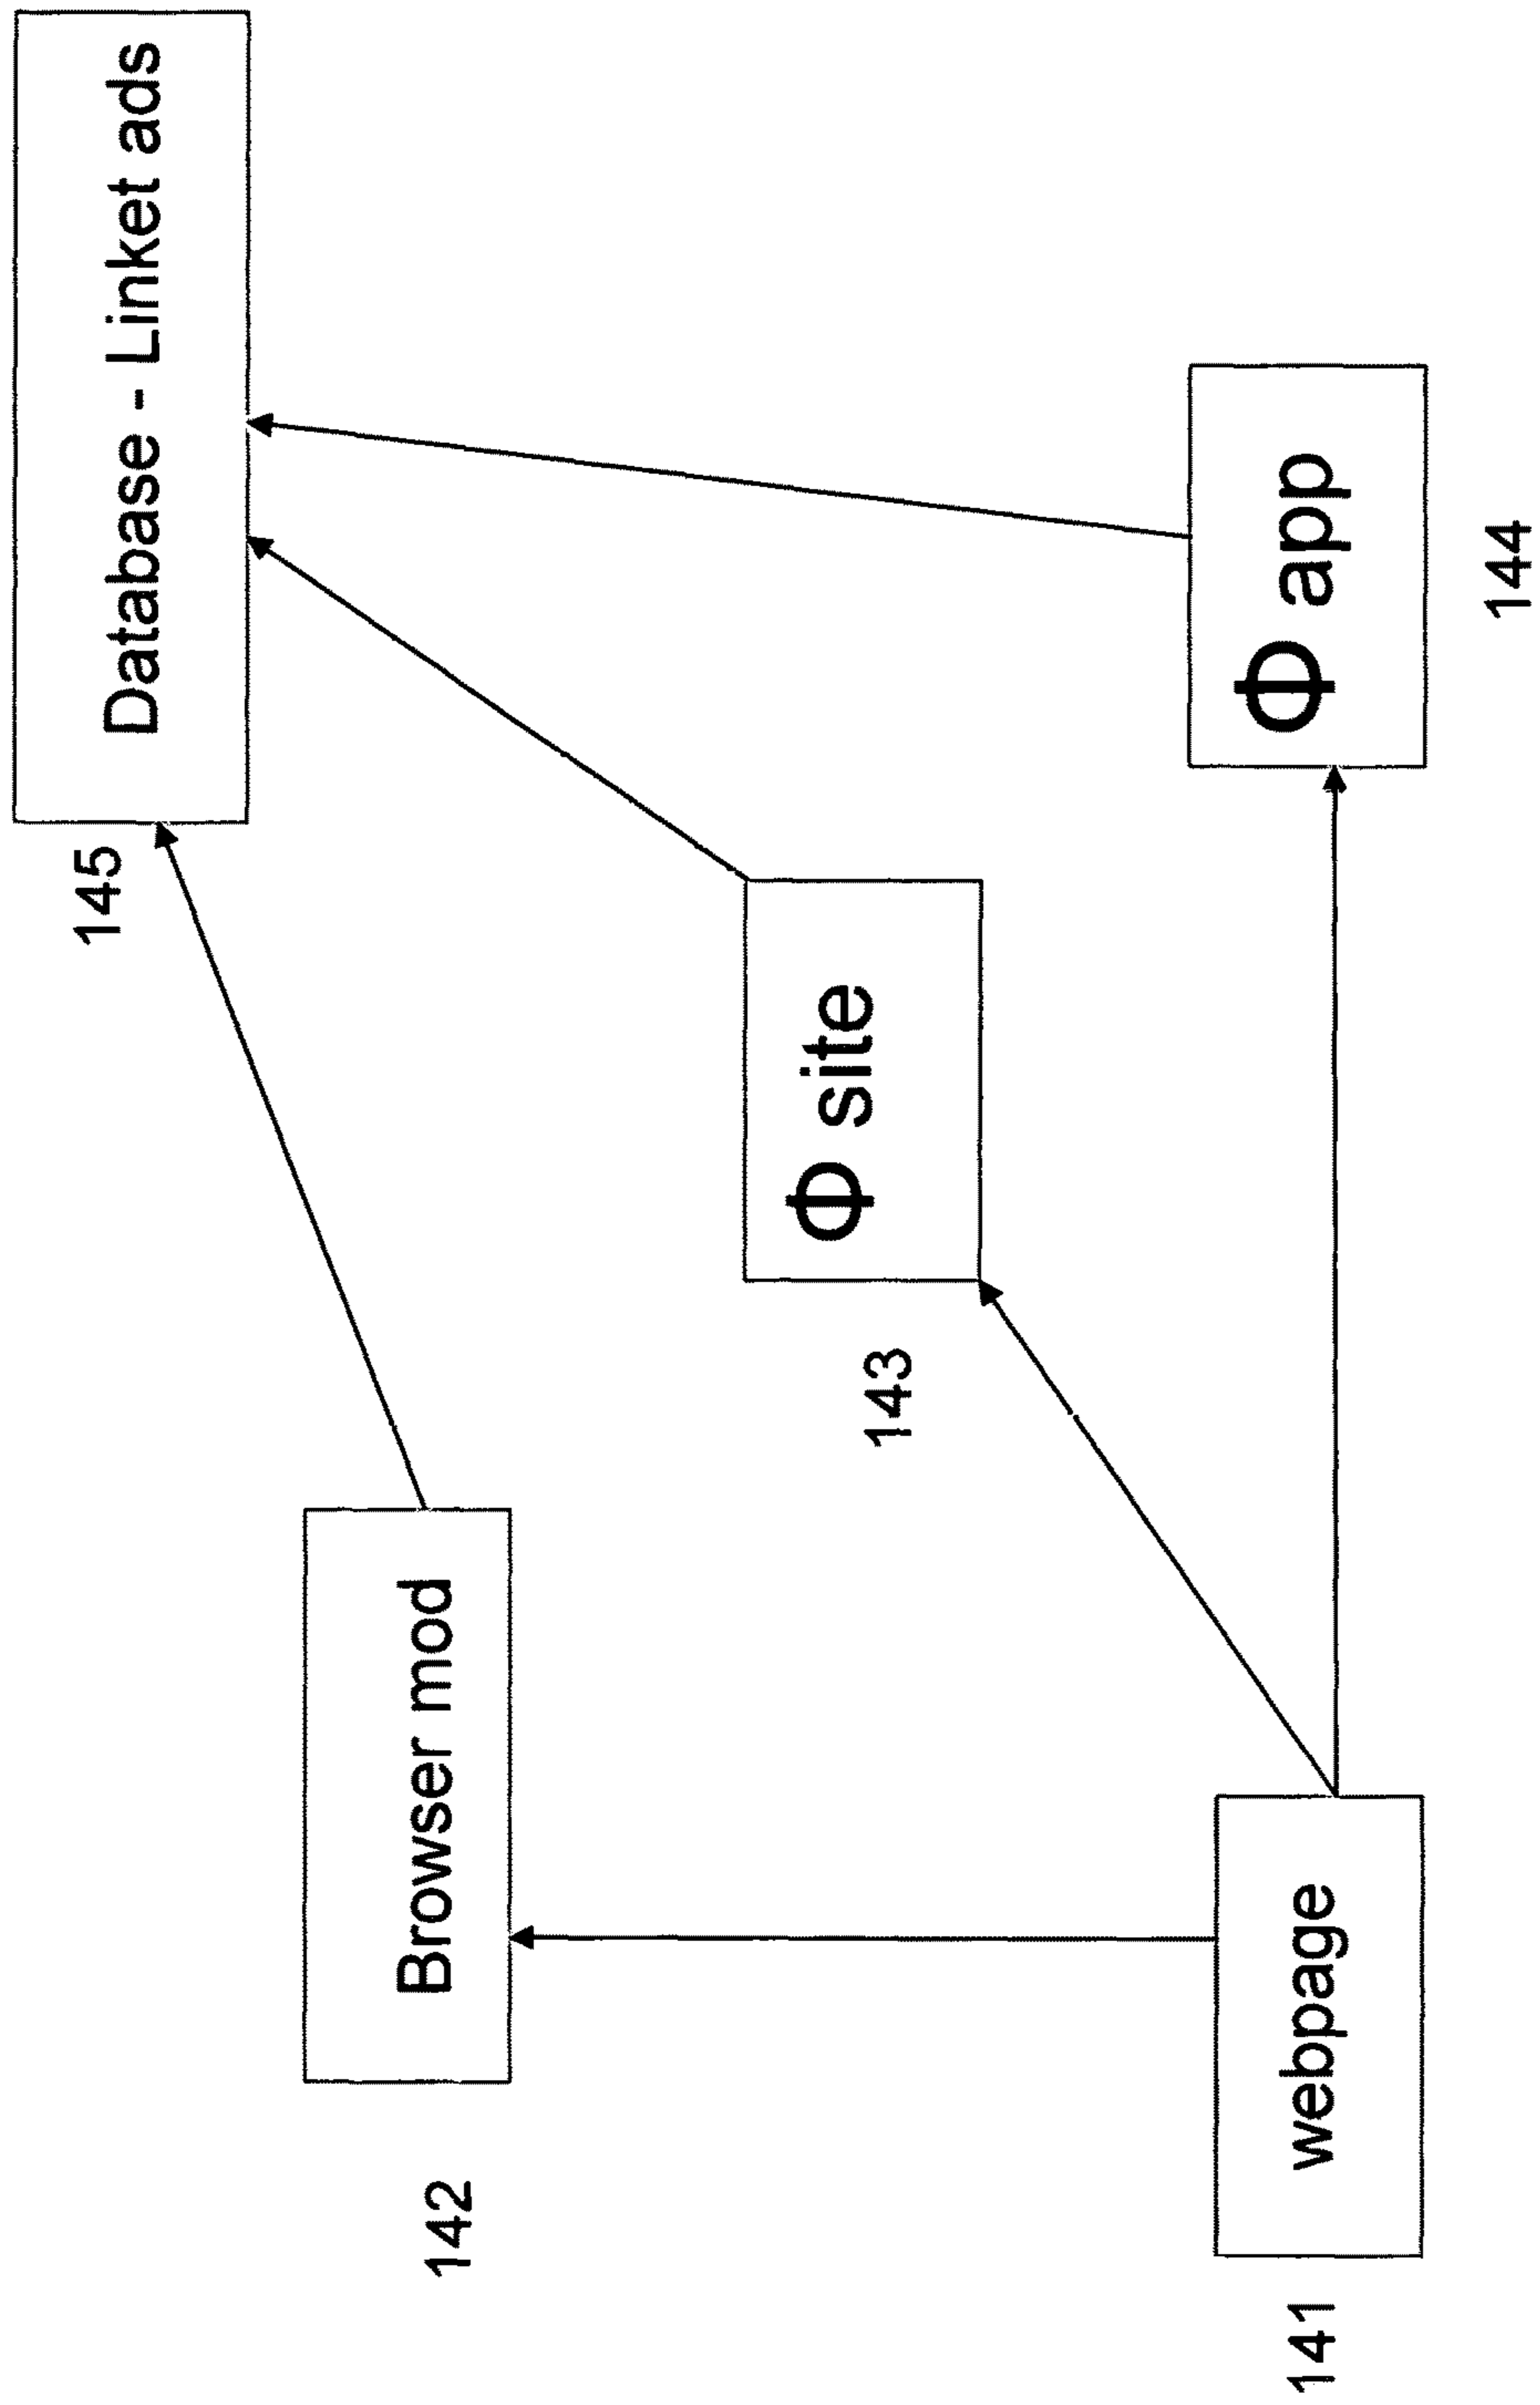 Database - Linket ads
145
Browser mod
142
Φ site
143
Φ app
144
webpage
141